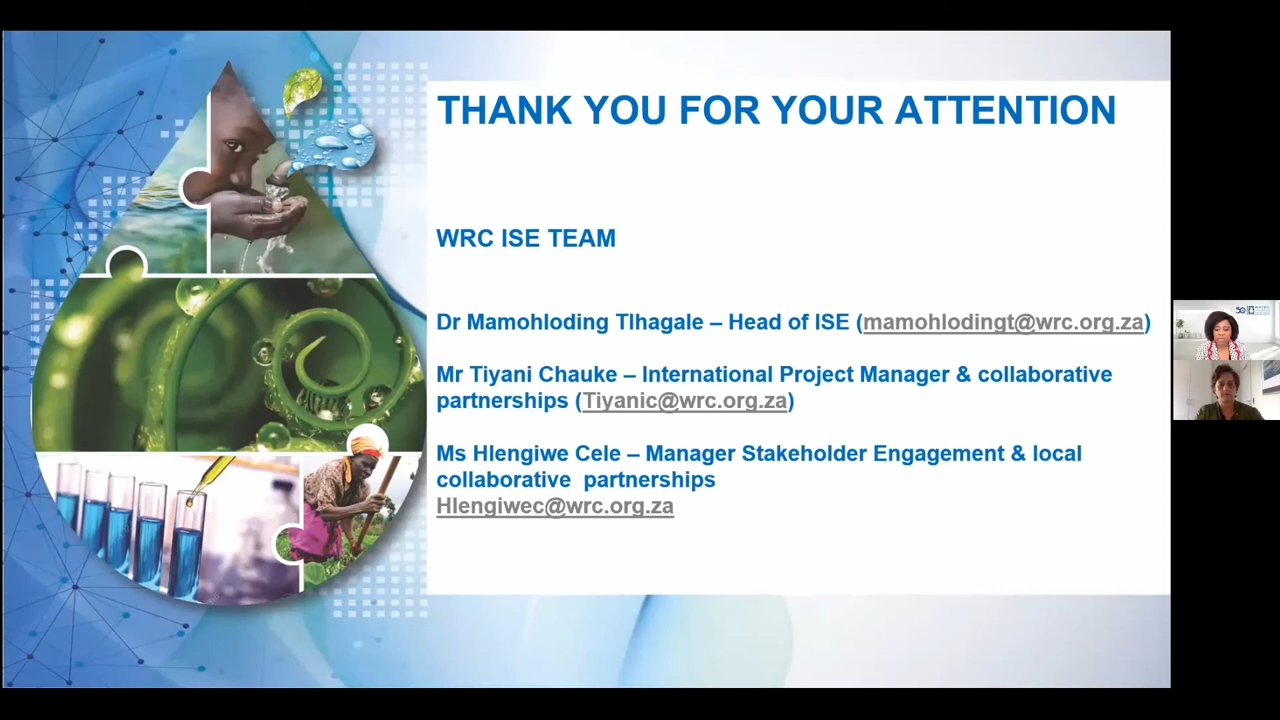 THANK YOU FOR YOUR ATTENTION
WRC ISE TEAM
Dr Mamohloding Tlhagale – Head of ISE (mamohlodingt@wrc.org.za)
Mr Tiyani Chauke – International Project Manager & collaborative
partnerships (Tiyanic@wrc.org.za)
Ms Hlengiwe Cele – Manager Stakeholder Engagement & local
collaborative partnerships
Hlengiwec@wrc.org.za